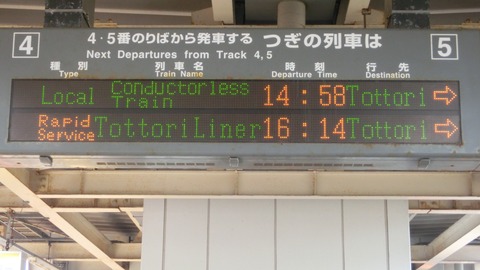 4 4・5番のりばから発車する つぎの列車は 5
Next Departures from Track 4, 5
種別 列車名 時刻 行先
Type Train Name Departure Time Destination
Local Conductorless Train 14:58 Tottori ⇨
Rapid Service TottoriLiner 16:14 Tottori ⇨